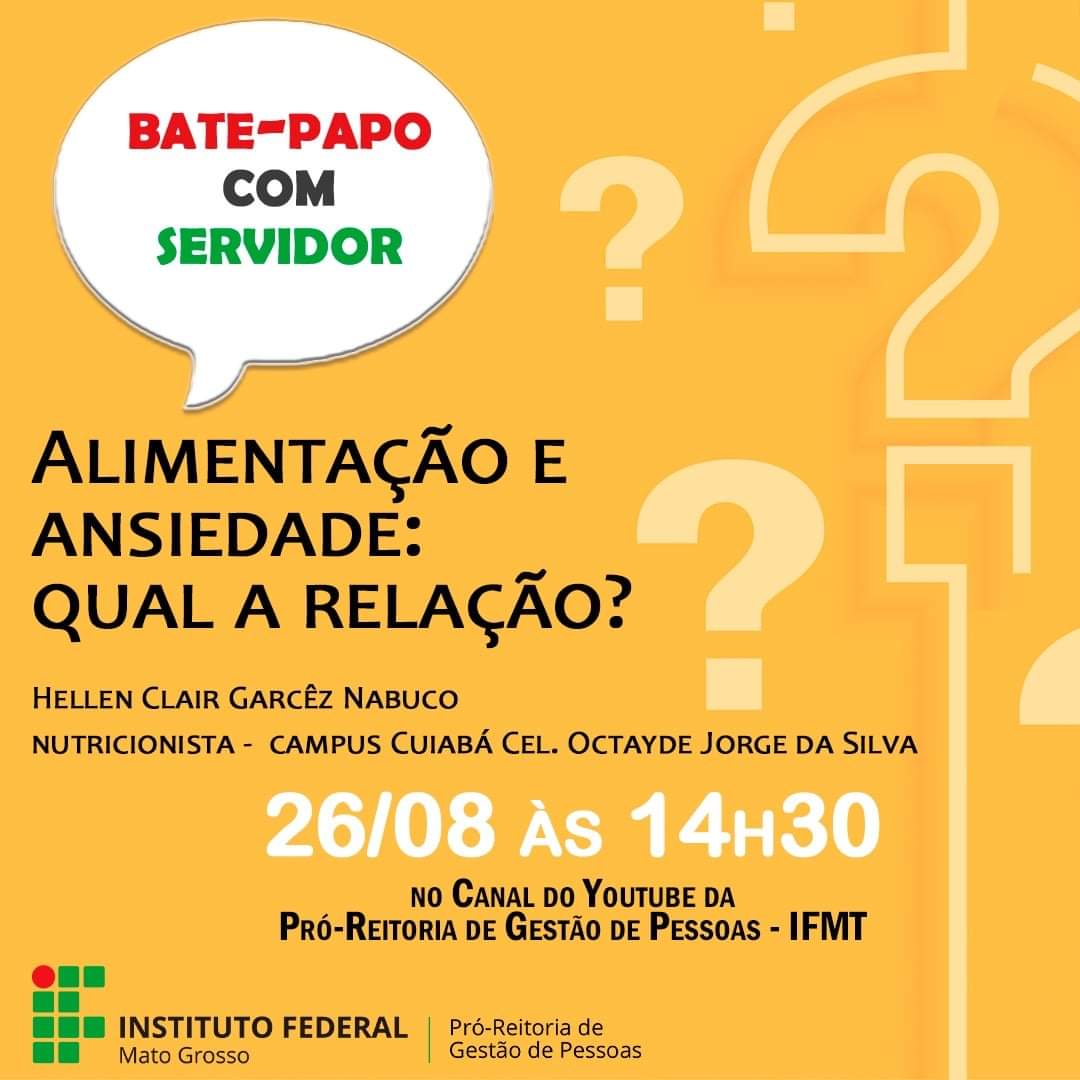 BATE-PAPO
COM
SERVIDOR
ALIMENTAÇÃO E
ANSIEDADE:
QUAL A RELAÇÃO?
HELLEN CLAIR GARCÊZ NABUCO
NUTRICIONISTA - CAMPUS CUIABÁ CEL. OCTAYDE JORGE DA SILVA
26/08 ÀS 14H30
NO CANAL DO YOUTUBE DA
PRÓ-REITORIA DE GESTÃO DE PESSOAS - IFMT
INSTITUTO FEDERAL
Mato Grosso
Pró-Reitoria de
Gestão de Pessoas